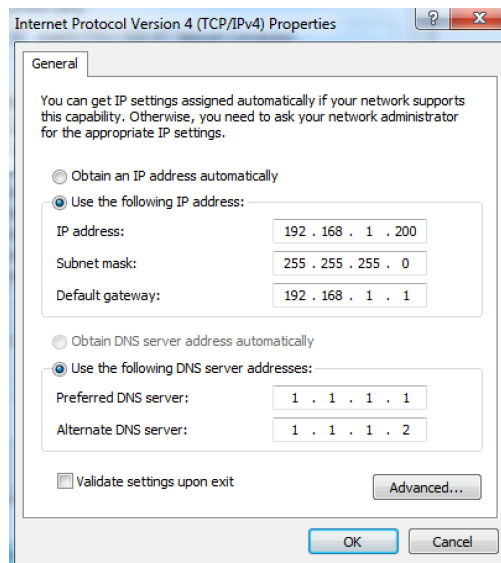 Internet Protocol Version 4 (TCP/IPv4) Properties
General
You can get IP settings assigned automatically if your network supports
this capability. Otherwise, you need to ask your network administrator
for the appropriate IP settings.
Obtain an IP address automatically
Use the following IP address:
IP address: 192 . 168 . 1 . 200
Subnet mask: 255 . 255 . 255 . 0
Default gateway: 192 . 168 . 1 . 1
Obtain DNS server address automatically
Use the following DNS server addresses:
Preferred DNS server: 1 . 1 . 1 . 1
Alternate DNS server: 1 . 1 . 1 . 2
Validate settings upon exit
Advanced...
OK Cancel